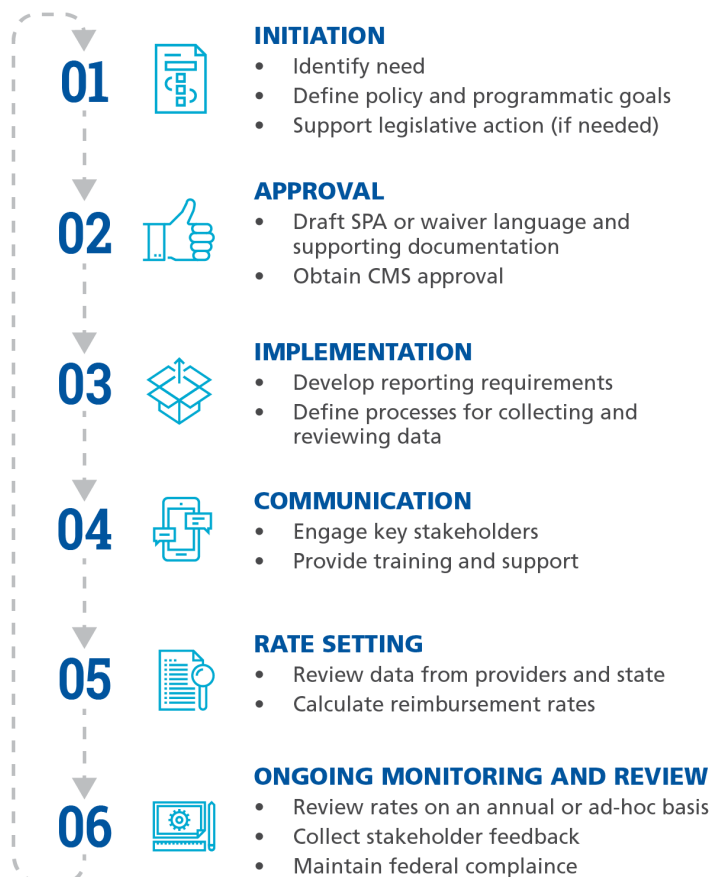 01
INITIATION
• Identify need
• Define policy and programmatic goals
• Support legislative action (if needed)
02
APPROVAL
• Draft SPA or waiver language and
supporting documentation
• Obtain CMS approval
03
IMPLEMENTATION
• Develop reporting requirements
• Define processes for collecting and
reviewing data
04
COMMUNICATION
• Engage key stakeholders
• Provide training and support
05
RATE SETTING
• Review data from providers and state
• Calculate reimbursement rates
06
ONGOING MONITORING AND REVIEW
• Review rates on an annual or ad-hoc basis
• Collect stakeholder feedback
• Maintain federal complaince